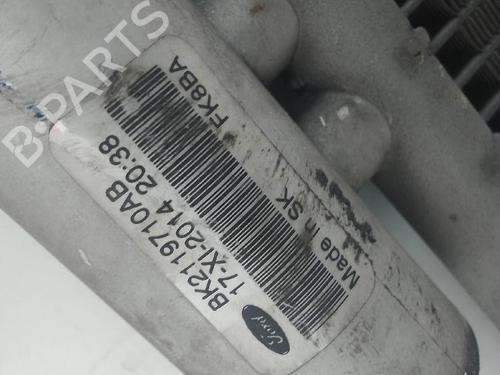 B-PARTS
FK8BA
Made in SK
BK2119710AB
17-XI-2014 20:38
Ford